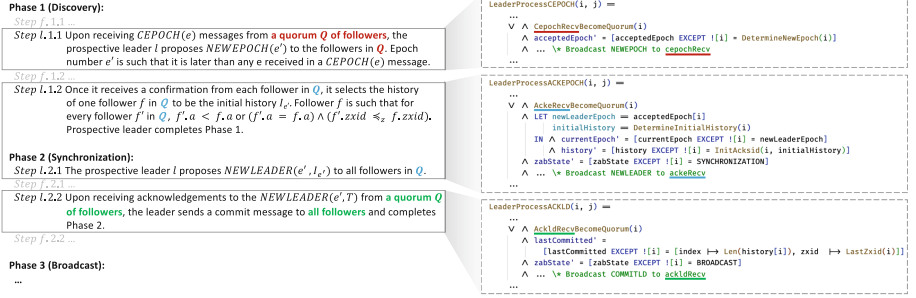 Phase 1 (Discovery):
Step f.1.1 ...
Step l.1.1 Upon receiving CEPOCH(e) messages from a quorum Q of followers, the
prospective leader l proposes NEWEPOCH(e′) to the followers in Q. Epoch
number e′ is such that it is later than any e received in a CEPOCH(e) message.
Step f.1.2 ...
Step l.1.2 Once it receives a confirmation from each follower in Q, it selects the
history of one follower f in Q to be the initial history Iₑ′. Follower f is such that for
every follower f′ in Q, f′.a < f.a or (f′.a = f.a) ∧ (f′.zxid ≼z f.zxid).
Prospective leader completes Phase 1.
Phase 2 (Synchronization):
Step l.2.1 The prospective leader l proposes NEWLEADER(e′, Iₑ′) to all followers in Q.
Step f.2.1 ...
Step l.2.2 Upon receiving acknowledgements to the NEWLEADER(e′, T) from a quorum Q
of followers, the leader sends a commit message to all followers and completes
Phase 2.
Step f.2.2 ...
Phase 3 (Broadcast):
...
LeaderProcessCEPOCH(i, j) ==
...
∨ ∧ CepochRecvBecomeQuorum(i)
∧ acceptedEpoch' = [acceptedEpoch EXCEPT ![i] = DetermineNewEpoch(i)]
∧ ... \* Broadcast NEWEPOCH to cepochRecv
LeaderProcessACKEPOCH(i, j) ==
...
∨ ∧ AckeRecvBecomeQuorum(i)
∧ LET newLeaderEpoch == acceptedEpoch[i]
initialHistory == DetermineInitialHistory(i)
IN ∧ currentEpoch' = [currentEpoch EXCEPT ![i] = newLeaderEpoch]
∧ history' = [history EXCEPT ![i] = InitAcksid(i, initialHistory)]
∧ zabState' = [zabState EXCEPT ![i] = SYNCHRONIZATION]
∧ ... \* Broadcast NEWLEADER to ackeRecv
LeaderProcessACKLD(i, j) ==
...
∨ ∧ AckldRecvBecomeQuorum(i)
∧ lastCommitted' =
[lastCommitted EXCEPT ![i] = [index ↦ Len(history[i]), zxid ↦ LastZxid(i)]]
∧ zabState' = [zabState EXCEPT ![i] = BROADCAST]
∧ ... \* Broadcast COMMITLD to ackldRecv